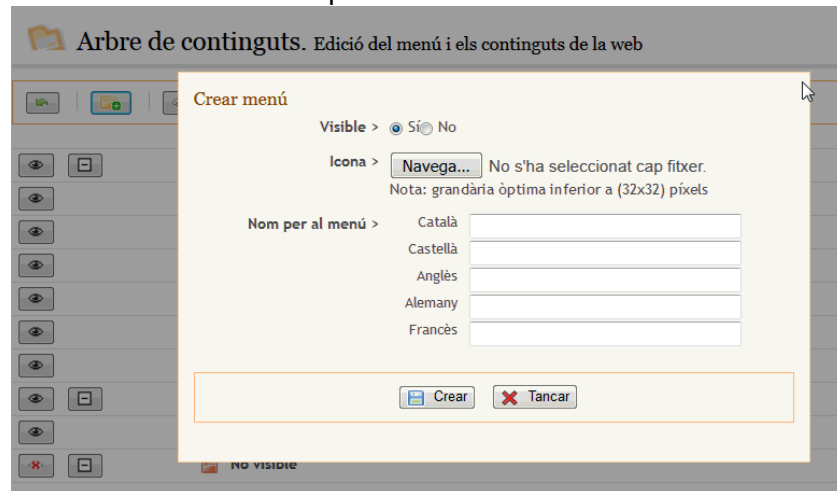 Arbre de continguts. Edició del menú i els continguts de la web
Crear menú
Visible > Sí No
Icona > Navega... No s'ha seleccionat cap fitxer.
Nota: grandària òptima inferior a (32x32) píxels
Nom per al menú > Català
Castellà
Anglès
Alemany
Francès
Crear Tancar
No visible